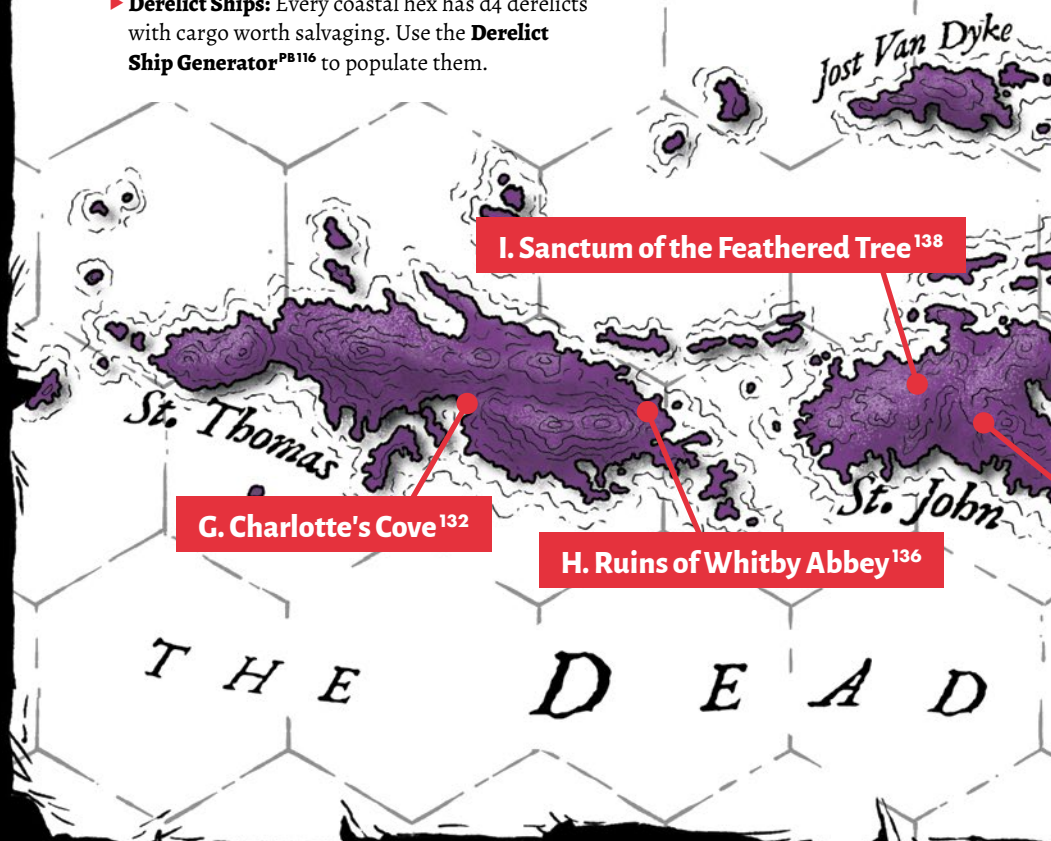 ▶ Derelict Ships: Every coastal hex has d4 derelicts
with cargo worth salvaging. Use the Derelict
Ship Generator PB116 to populate them.
Jost Van Dyke
I. Sanctum of the Feathered Tree 138
St. Thomas
St. John
G. Charlotte's Cove 132
H. Ruins of Whitby Abbey 136
THE DEAD